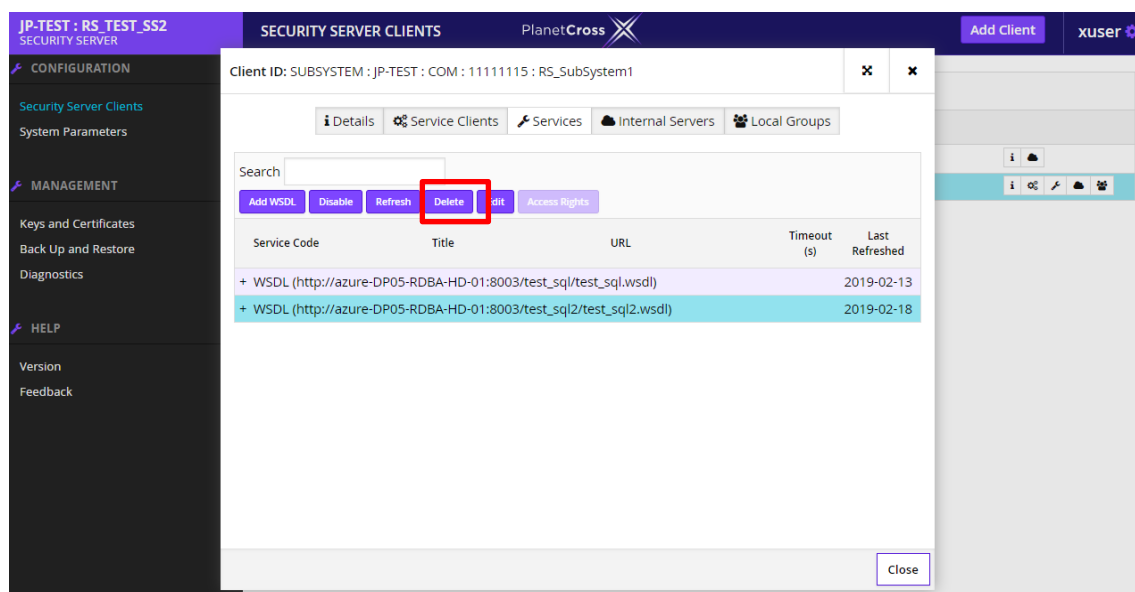 JP-TEST : RS_TEST_SS2
SECURITY SERVER
SECURITY SERVER CLIENTS
PlanetCross
Add Client
xuser
CONFIGURATION
Security Server Clients
System Parameters
MANAGEMENT
Keys and Certificates
Back Up and Restore
Diagnostics
HELP
Version
Feedback
Client ID: SUBSYSTEM : JP-TEST : COM : 11111115 : RS_SubSystem1
Details Service Clients Services Internal Servers Local Groups
Search
Add WSDL Disable Refresh Delete Edit Access Rights
Service Code Title URL Timeout (s) Last Refreshed
+ WSDL (http://azure-DP05-RDBA-HD-01:8003/test_sql/test_sql.wsdl) 2019-02-13
+ WSDL (http://azure-DP05-RDBA-HD-01:8003/test_sql2/test_sql2.wsdl) 2019-02-18
Close